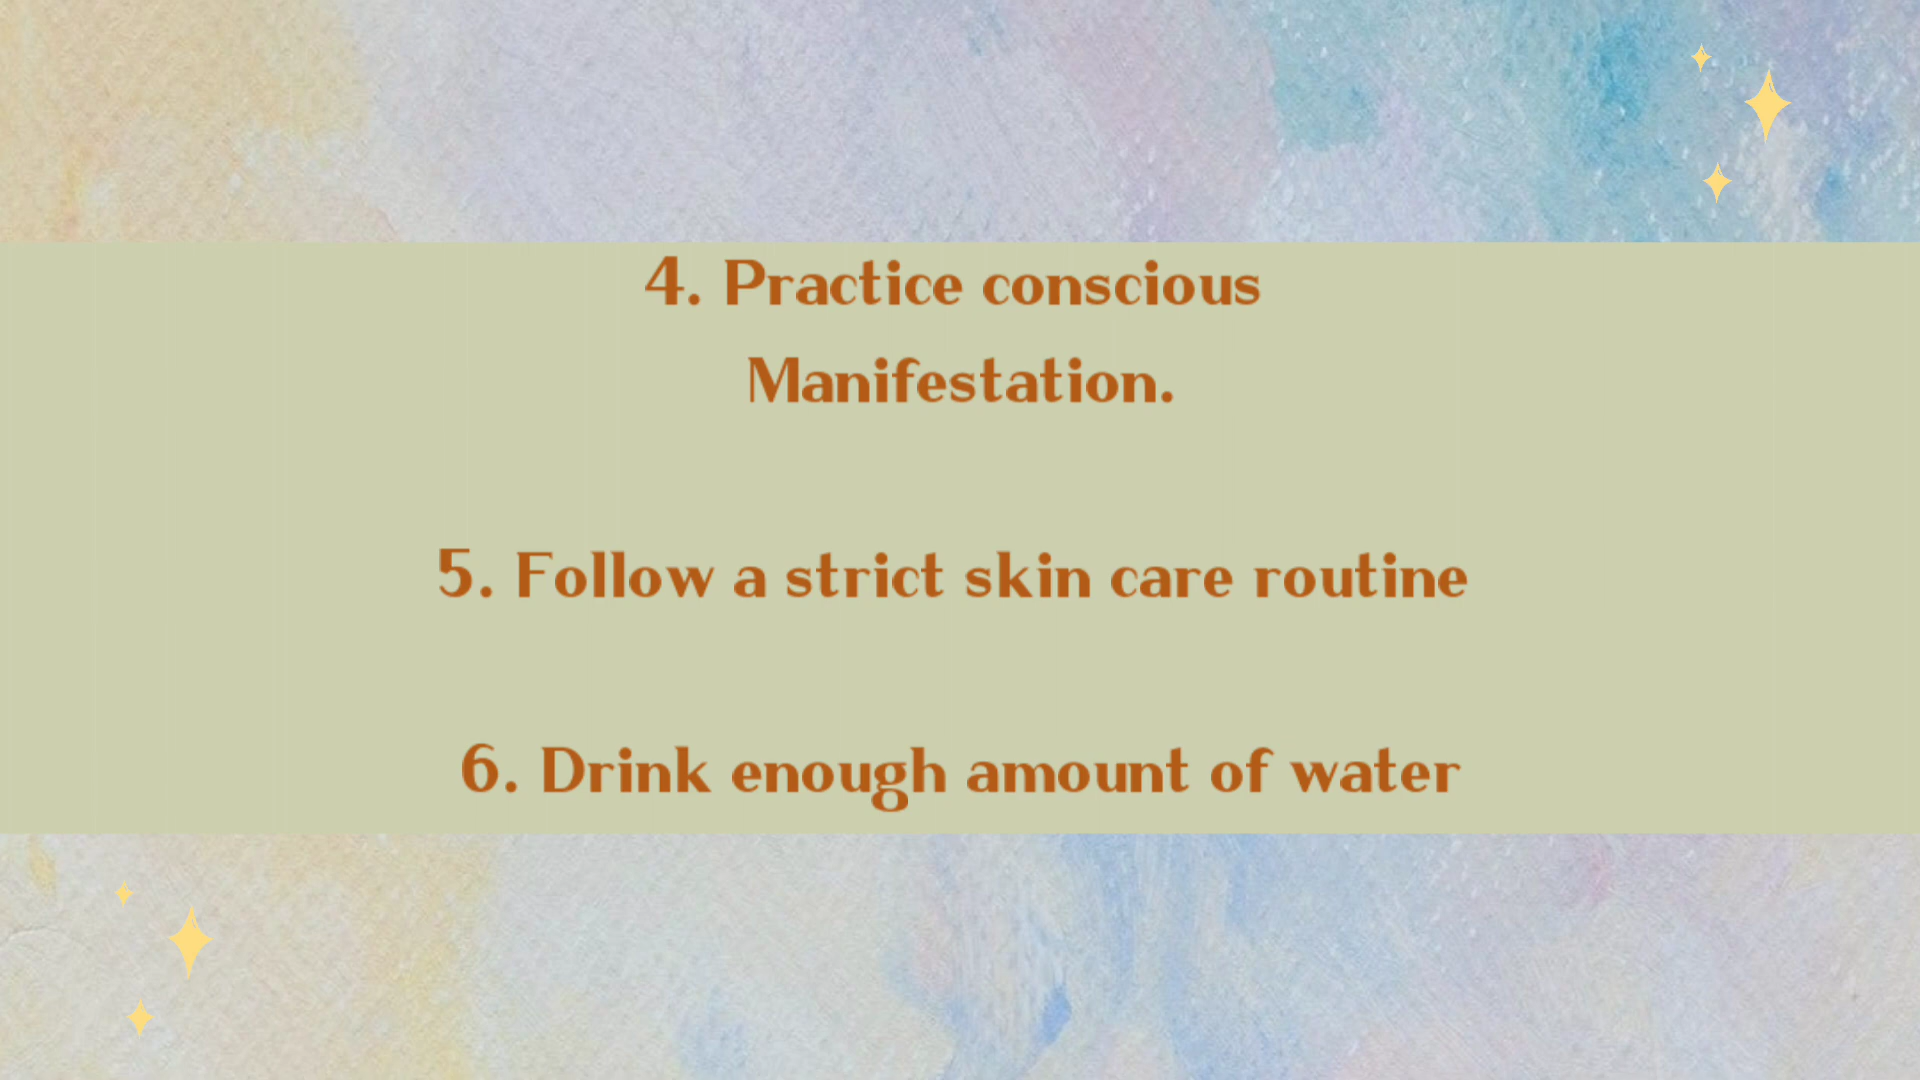 4. Practice conscious
Manifestation.
5. Follow a strict skin care routine
6. Drink enough amount of water